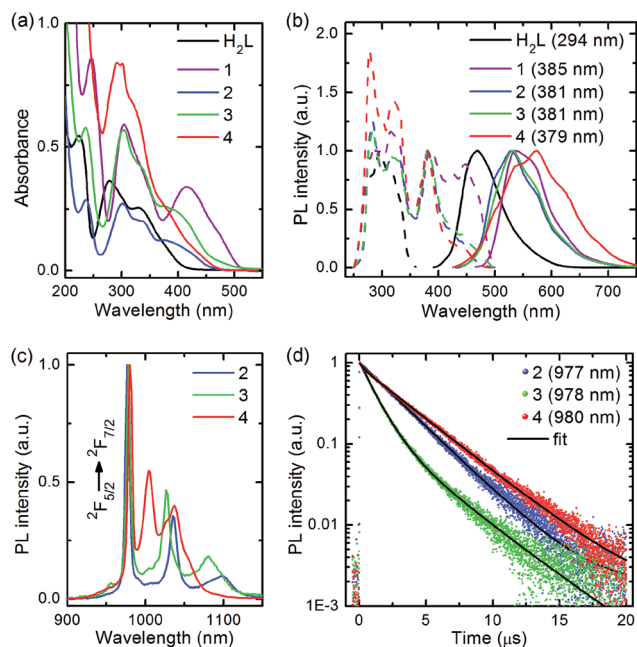 (a)
H₂L
1
2
3
4
1.0
0.5
0.0
Absorbance
200 300 400 500
Wavelength (nm)
(b)
H₂L (294 nm)
1 (385 nm)
2 (381 nm)
3 (381 nm)
4 (379 nm)
2.0
1.5
1.0
0.5
0.0
PL intensity (a.u.)
300 400 500 600 700
Wavelength (nm)
(c)
2
3
4
²F₅/₂ → ²F₇/₂
1.0
0.5
0.0
PL intensity (a.u.)
900 1000 1100
Wavelength (nm)
(d)
2 (977 nm)
3 (978 nm)
4 (980 nm)
fit
1
0.1
0.01
1E-3
PL intensity (a.u.)
0 5 10 15 20
Time (μs)